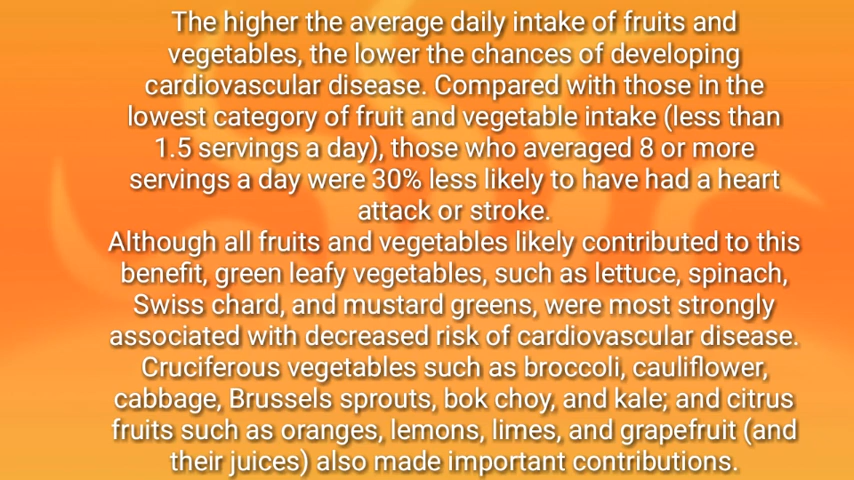 The higher the average daily intake of fruits and
vegetables, the lower the chances of developing
cardiovascular disease. Compared with those in the
lowest category of fruit and vegetable intake (less than
1.5 servings a day), those who averaged 8 or more
servings a day were 30% less likely to have had a heart
attack or stroke.
Although all fruits and vegetables likely contributed to this
benefit, green leafy vegetables, such as lettuce, spinach,
Swiss chard, and mustard greens, were most strongly
associated with decreased risk of cardiovascular disease.
Cruciferous vegetables such as broccoli, cauliflower,
cabbage, Brussels sprouts, bok choy, and kale; and citrus
fruits such as oranges, lemons, limes, and grapefruit (and
their juices) also made important contributions.